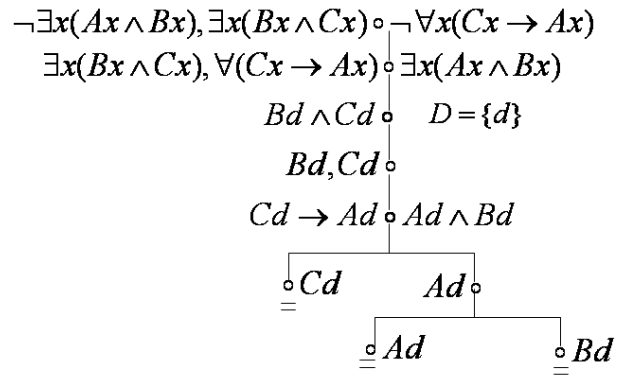 ¬∃x(Ax ∧ Bx), ∃x(Bx ∧ Cx) ∘ ¬∀x(Cx → Ax)
∃x(Bx ∧ Cx), ∀(Cx → Ax) ∘ ∃x(Ax ∧ Bx)
Bd ∧ Cd ∘ D = {d}
Bd, Cd ∘
Cd → Ad ∘ Ad ∧ Bd
∘ Cd Ad ∘
∘ Ad ∘ Bd